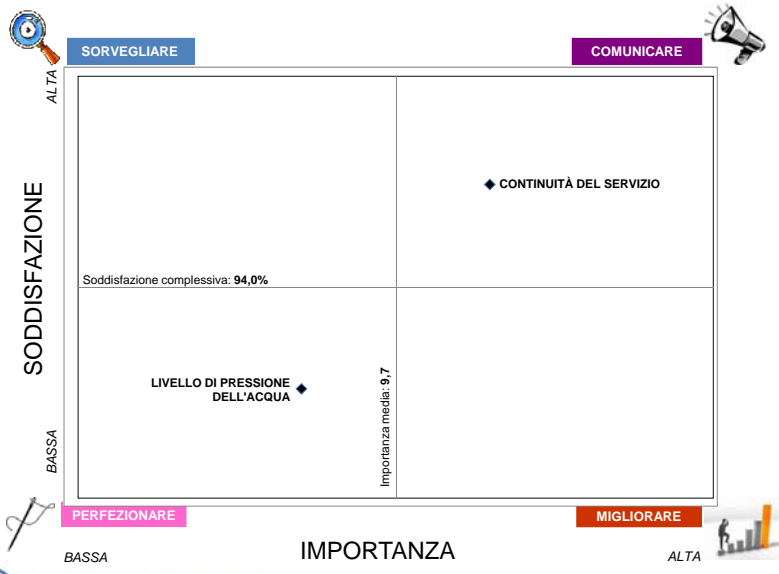 SORVEGLIARE
COMUNICARE
ALTA
CONTINUITÀ DEL SERVIZIO
SODDISFAZIONE
Soddisfazione complessiva: 94,0%
LIVELLO DI PRESSIONE
DELL'ACQUA
Importanza media: 9,7
BASSA
PERFEZIONARE
MIGLIORARE
BASSA
IMPORTANZA
ALTA